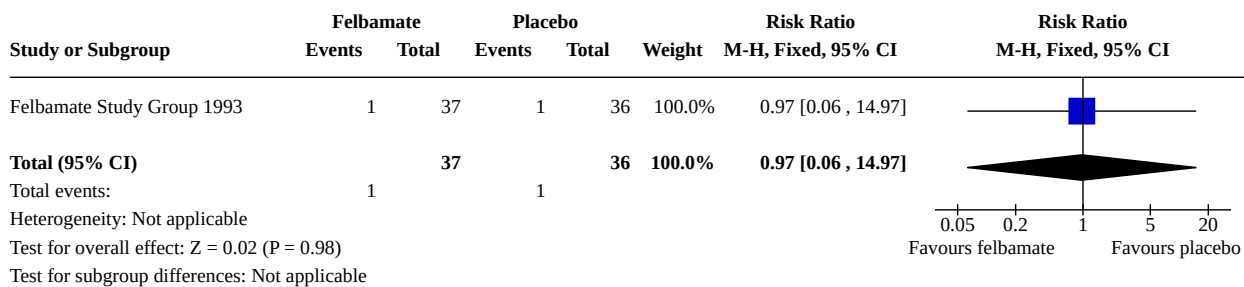 Felbamate Placebo Risk Ratio Risk Ratio
Study or Subgroup Events Total Events Total Weight M-H, Fixed, 95% CI M-H, Fixed, 95% CI
Felbamate Study Group 1993 1 37 1 36 100.0% 0.97 [0.06 , 14.97]
Total (95% CI) 37 36 100.0% 0.97 [0.06 , 14.97]
Total events: 1 1
Heterogeneity: Not applicable
0.05 0.2 1 5 20
Test for overall effect: Z = 0.02 (P = 0.98)
Favours felbamate Favours placebo
Test for subgroup differences: Not applicable